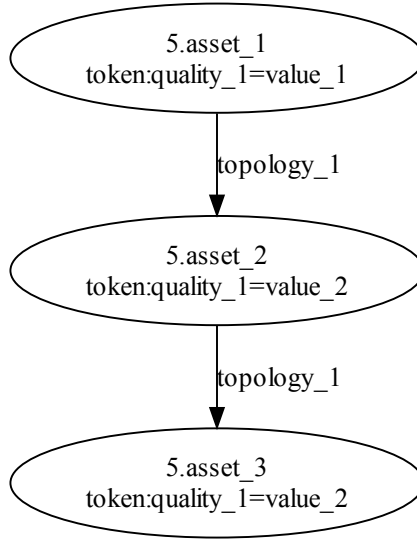 5.asset_1
token:quality_1=value_1
topology_1
5.asset_2
token:quality_1=value_2
topology_1
5.asset_3
token:quality_1=value_2